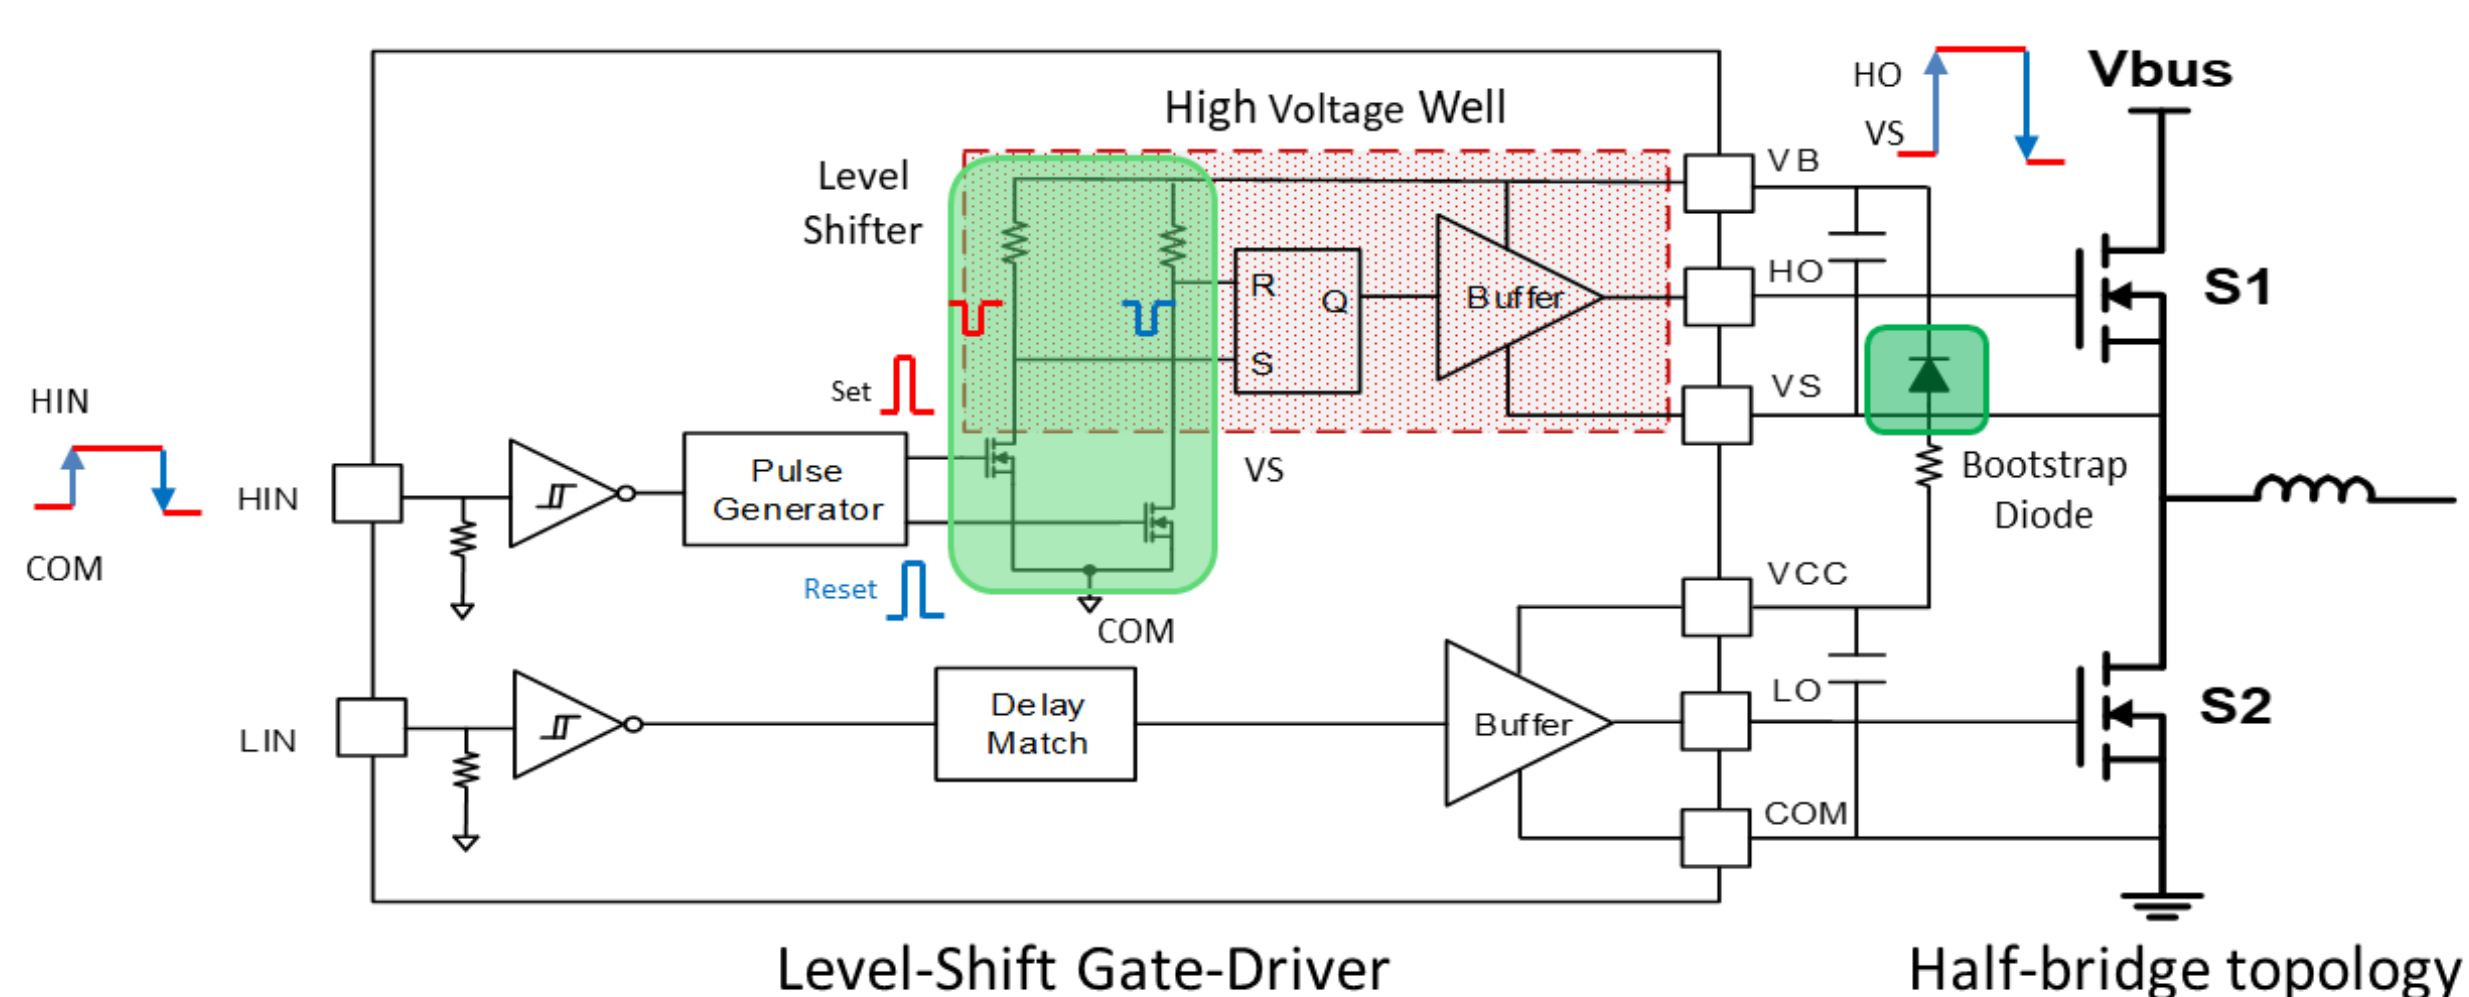 HO
Vbus
High Voltage Well
VS
VB
Level
Shifter
HO
S1
R
Q
Buffer
S
VS
Set
HIN
VS
Bootstrap
Diode
Pulse
Generator
HIN
COM
Reset
VCC
COM
LO
S2
Delay
Match
Buffer
LIN
COM
Level-Shift Gate-Driver
Half-bridge topology